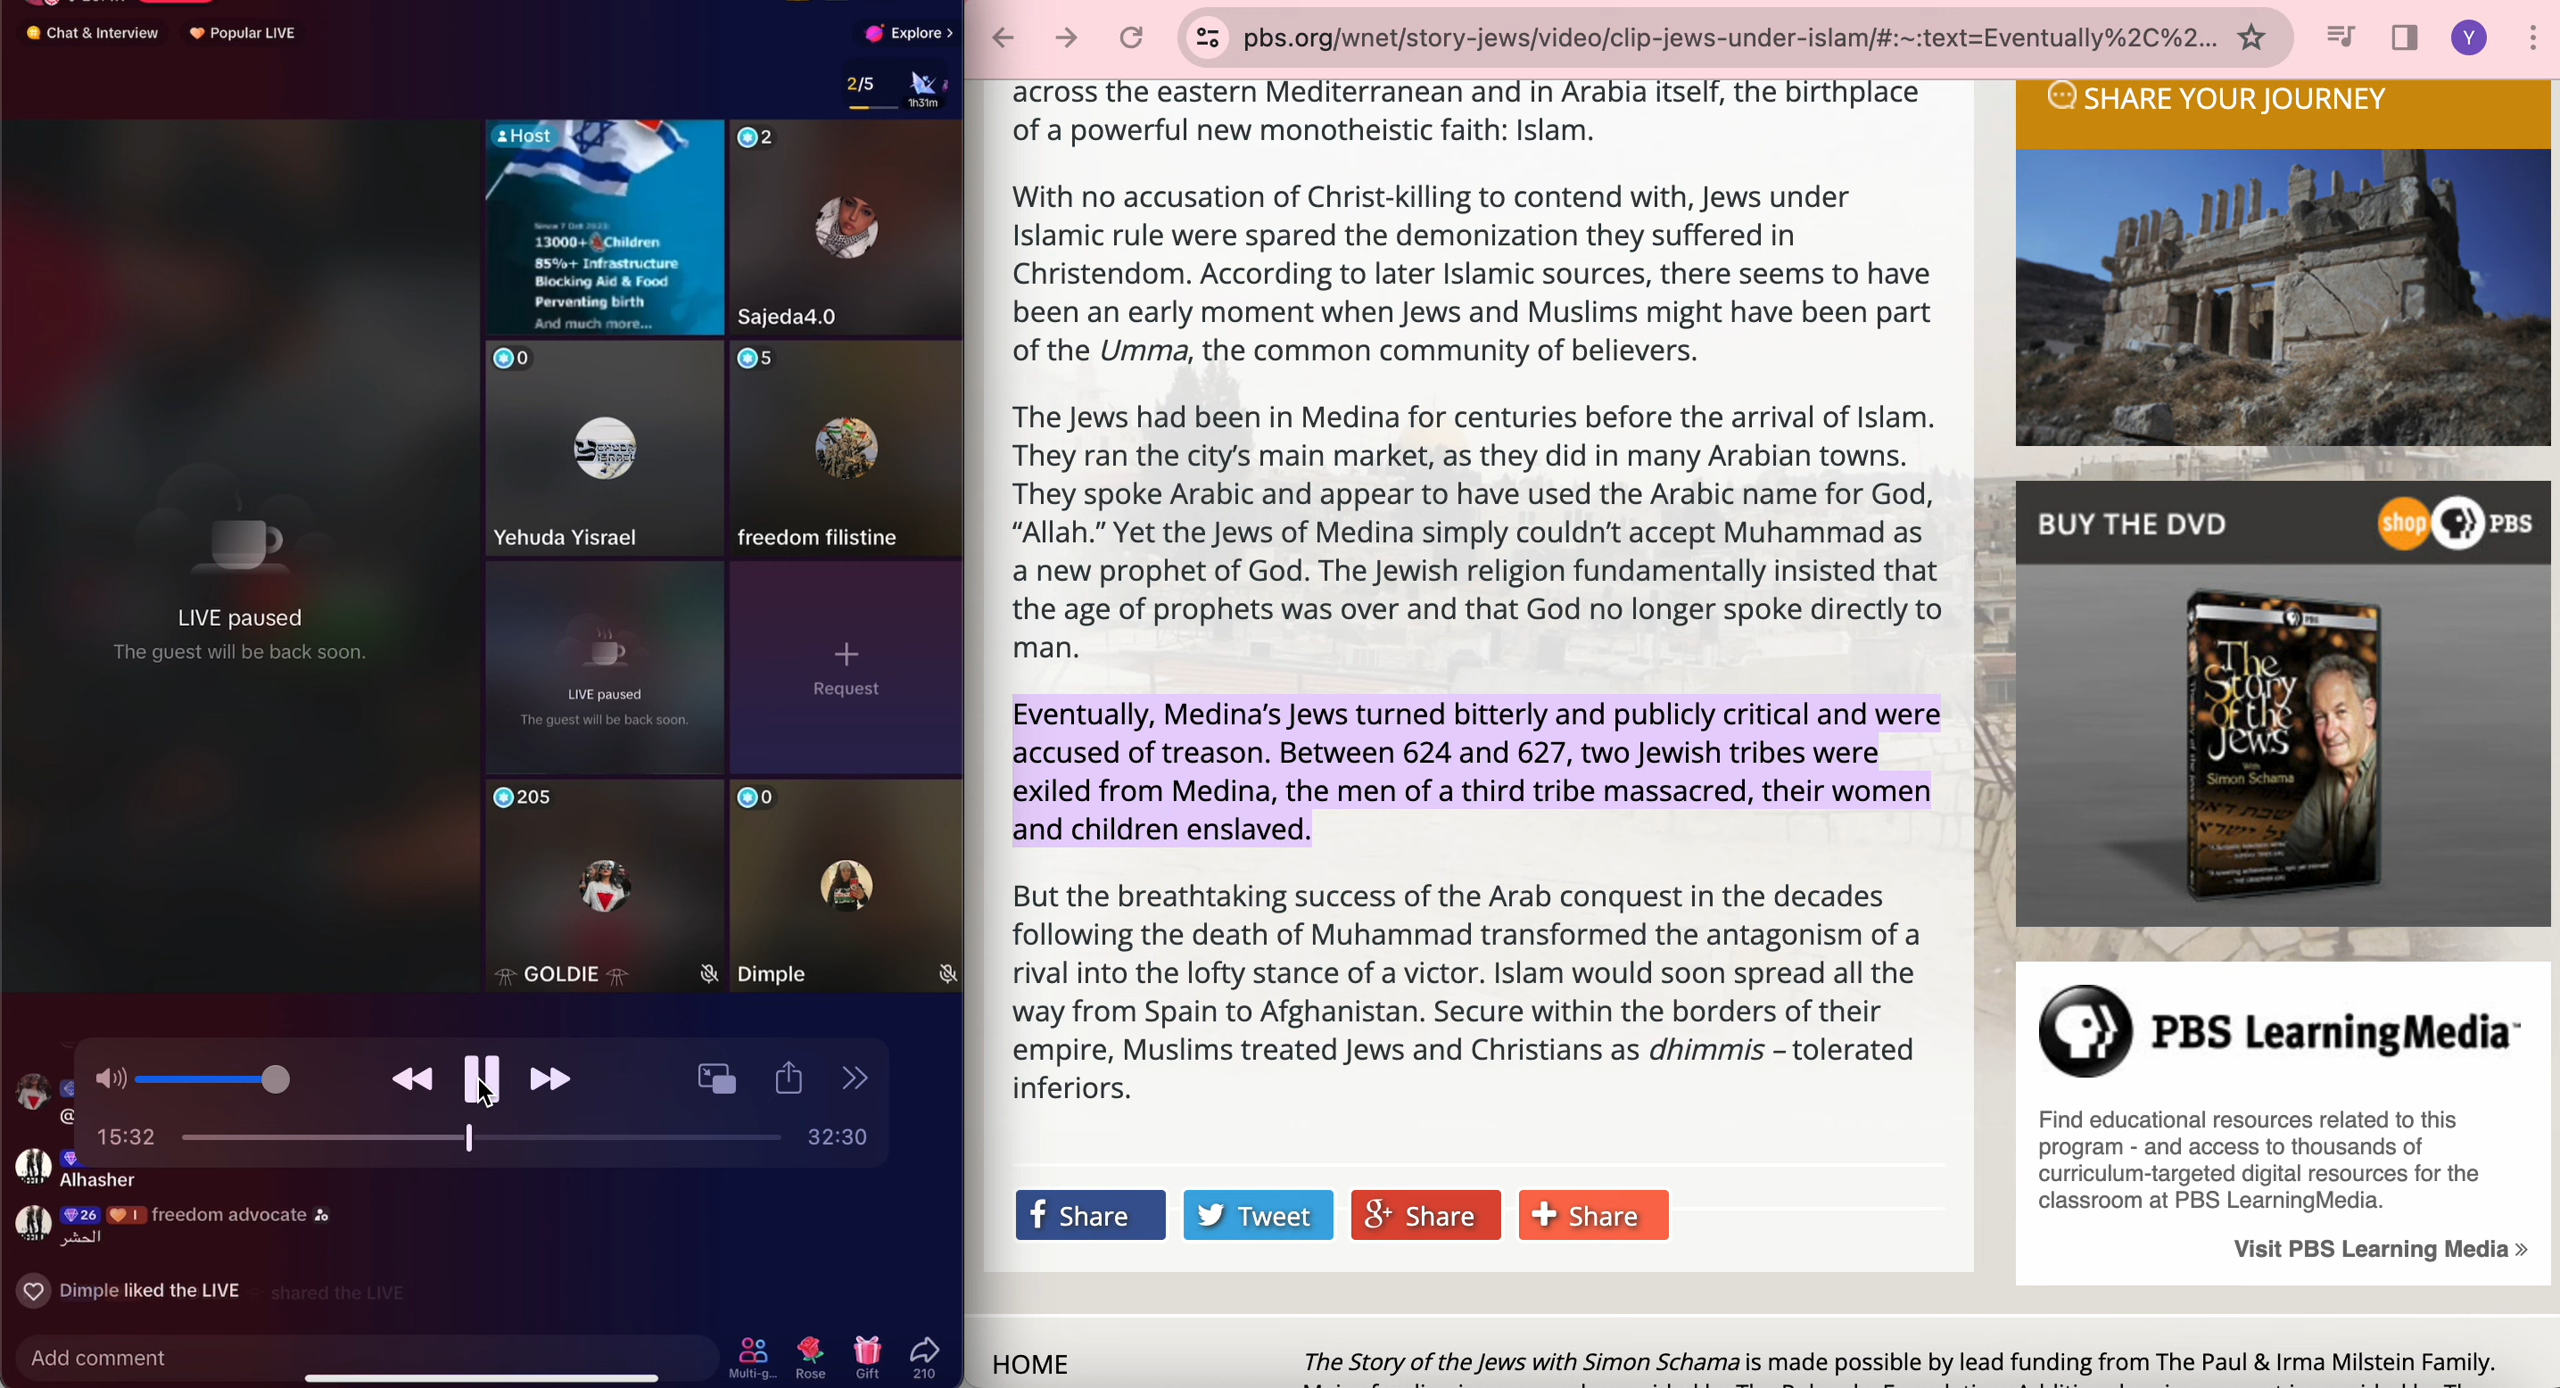 Chat & Interview
Popular LIVE
Explore >
2/5
1h31m
Host
Since 7 Oct 2023:
13000+ Children
85%+ Infrastructure
Blocking Aid & Food
Perventing birth
And much more...
2
Sajeda4.0
0
Yehuda Yisrael
5
freedom filistine
LIVE paused
The guest will be back soon.
LIVE paused
The guest will be back soon.
+
Request
205
GOLDIE
0
Dimple
15:32
32:30
@
Alhasher
26
I
freedom advocate
الحشر
Dimple liked the LIVE
shared the LIVE
Add comment
Multi-g...
Rose
Gift
210
pbs.org/wnet/story-jews/video/clip-jews-under-islam/#:~:text=Eventually%2C%2...
Y
across the eastern Mediterranean and in Arabia itself, the birthplace
of a powerful new monotheistic faith: Islam.
With no accusation of Christ-killing to contend with, Jews under
Islamic rule were spared the demonization they suffered in
Christendom. According to later Islamic sources, there seems to have
been an early moment when Jews and Muslims might have been part
of the Umma, the common community of believers.
The Jews had been in Medina for centuries before the arrival of Islam.
They ran the city’s main market, as they did in many Arabian towns.
They spoke Arabic and appear to have used the Arabic name for God,
“Allah.” Yet the Jews of Medina simply couldn’t accept Muhammad as
a new prophet of God. The Jewish religion fundamentally insisted that
the age of prophets was over and that God no longer spoke directly to
man.
Eventually, Medina’s Jews turned bitterly and publicly critical and were
accused of treason. Between 624 and 627, two Jewish tribes were
exiled from Medina, the men of a third tribe massacred, their women
and children enslaved.
But the breathtaking success of the Arab conquest in the decades
following the death of Muhammad transformed the antagonism of a
rival into the lofty stance of a victor. Islam would soon spread all the
way from Spain to Afghanistan. Secure within the borders of their
empire, Muslims treated Jews and Christians as dhimmis – tolerated
inferiors.
f Share
Tweet
g+ Share
+ Share
SHARE YOUR JOURNEY
BUY THE DVD
shop PBS
The
Story
of the
Jews
With
Simon Schama
PBS LearningMedia™
Find educational resources related to this
program - and access to thousands of
curriculum-targeted digital resources for the
classroom at PBS LearningMedia.
Visit PBS Learning Media »
HOME
The Story of the Jews with Simon Schama is made possible by lead funding from The Paul & Irma Milstein Family.